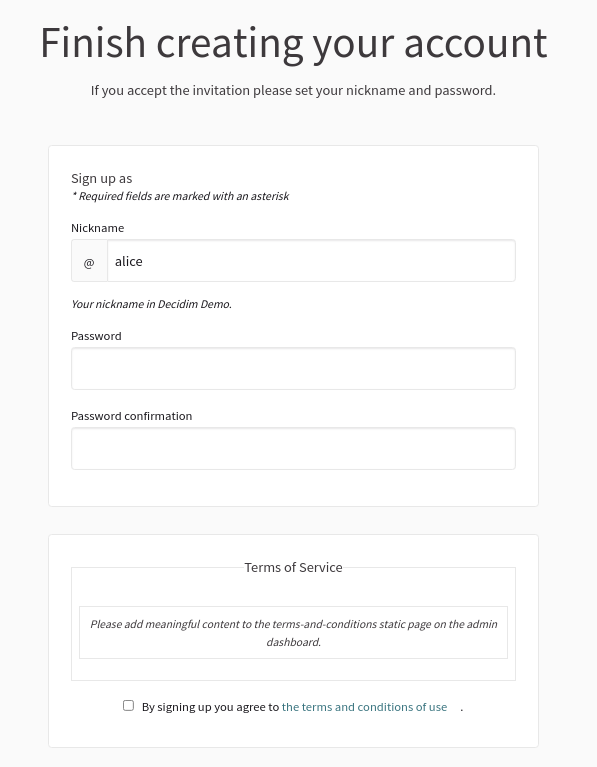 Finish creating your account
If you accept the invitation please set your nickname and password.
Sign up as
* Required fields are marked with an asterisk
Nickname
@ alice
Your nickname in Decidim Demo.
Password
Password confirmation
Terms of Service
Please add meaningful content to the terms-and-conditions static page on the admin
dashboard.
By signing up you agree to the terms and conditions of use .